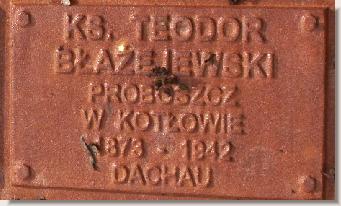 KS. TEODOR
BŁAŻEJEWSKI
PROBOSZCZ
W KOTŁOWIE
1873 - 1942
DACHAU